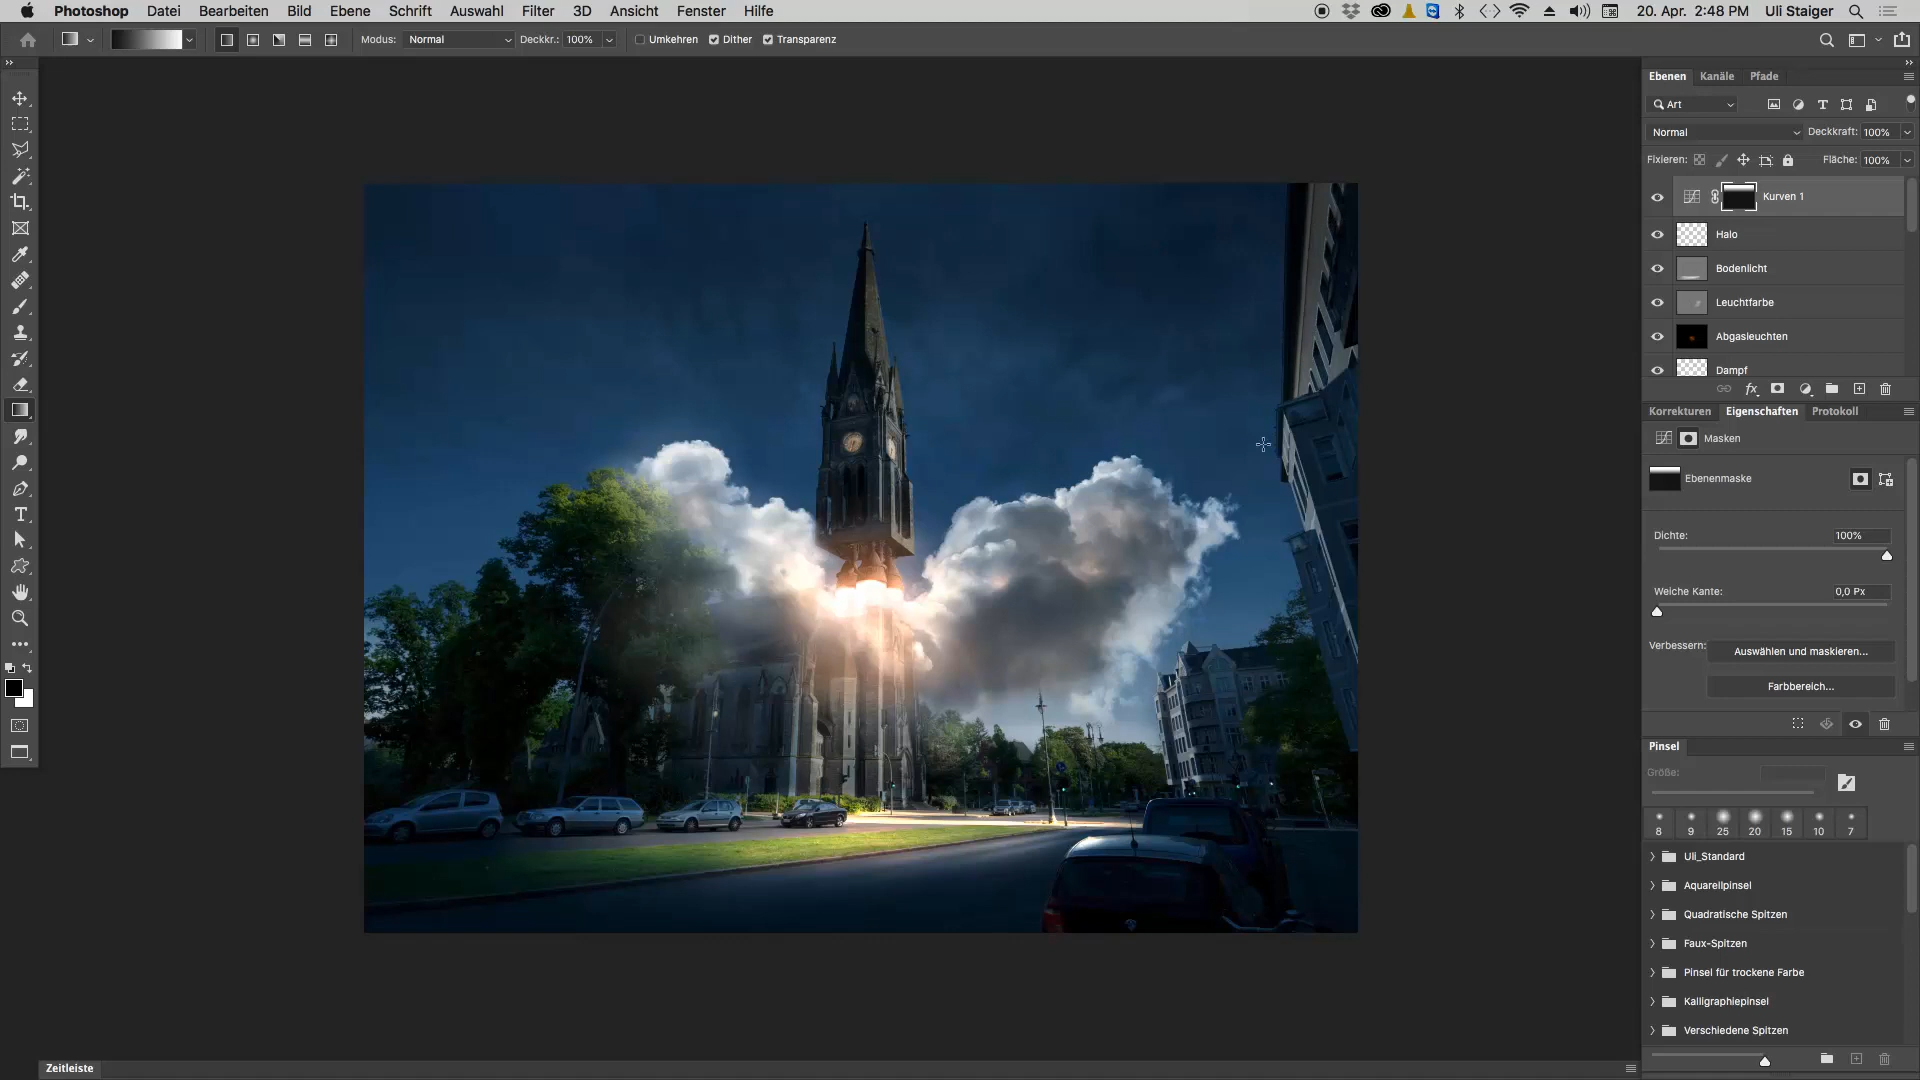 Photoshop Datei Bearbeiten Bild Ebene Schrift Auswahl Filter 3D Ansicht Fenster Hilfe 20. Apr. 2:48 PM Uli Staiger
Modus: Normal Deckkr.: 100% Umkehren Dither Transparenz
Ebenen Kanäle Pfade
Art
Normal Deckkraft: 100%
Fixieren: Fläche: 100%
Kurven 1
Halo
Bodenlicht
Leuchtfarbe
Abgasleuchten
Dampf
fx
Korrekturen Eigenschaften Protokoll
Masken
Ebenenmaske
Dichte: 100%
Weiche Kante: 0,0 Px
Verbessern: Auswählen und maskieren...
Farbbereich...
Pinsel
Größe:
8 9 25 20 15 10 7
Uli_Standard
Aquarellpinsel
Quadratische Spitzen
Faux-Spitzen
Pinsel für trockene Farbe
Kalligraphiepinsel
Verschiedene Spitzen
Zeitleiste